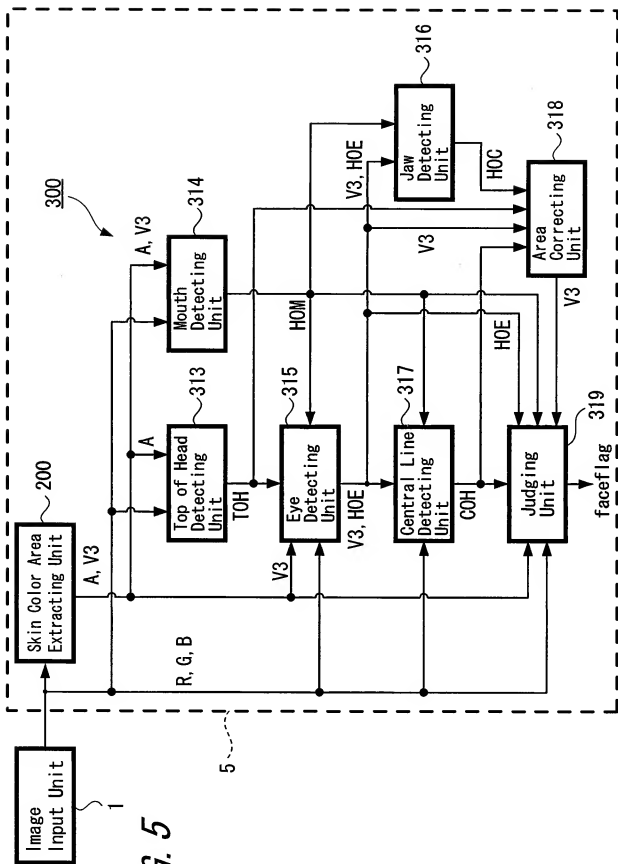 G. 5
Image
Input Unit
1
5
Skin Color Area
Extracting Unit
200
A, V3
R, G, B
300
A
A, V3
Top of Head
Detecting
Unit
313
Mouth
Detecting
Unit
314
TOH
HOM
V3
Eye
Detecting
Unit
315
V3, HOE
V3, HOE
Jaw
Detecting
Unit
316
HOC
Central Line
Detecting
Unit
317
COH
V3
HOE
Area
Correcting
Unit
318
V3
Judging
Unit
319
faceflag